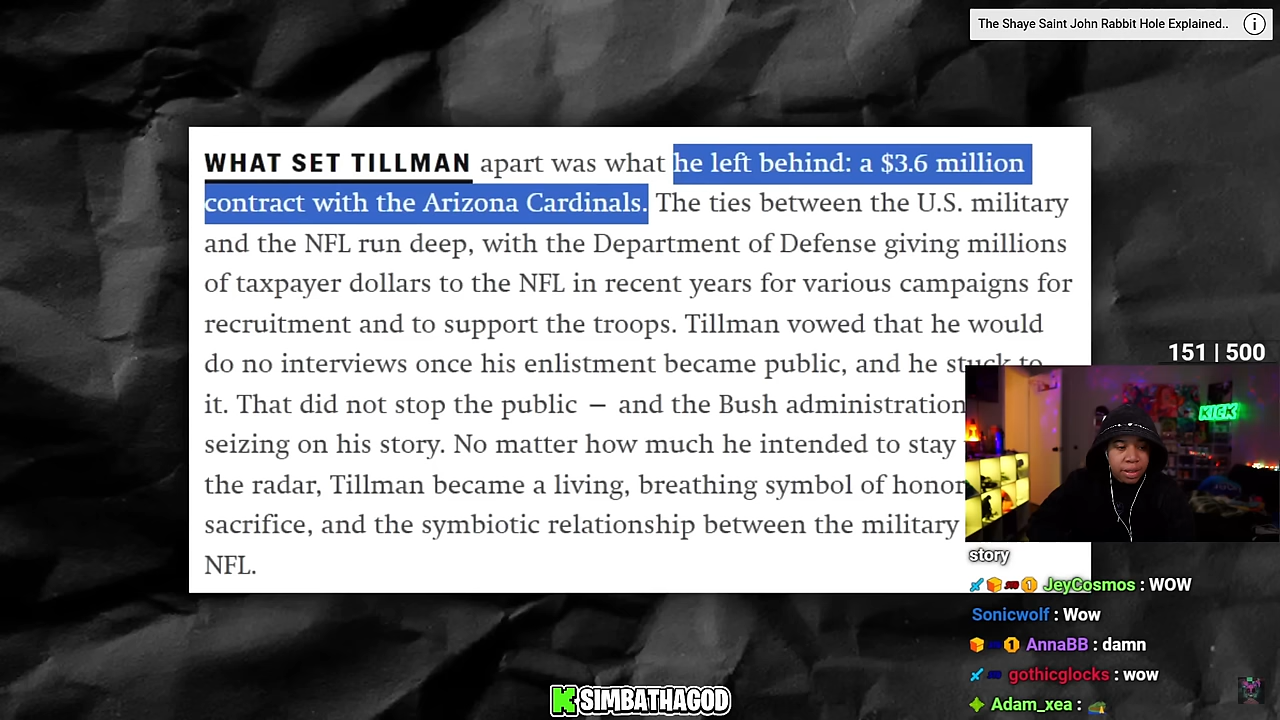 The Shaye Saint John Rabbit Hole Explained..
WHAT SET TILLMAN apart was what he left behind: a $3.6 million
contract with the Arizona Cardinals. The ties between the U.S. military
and the NFL run deep, with the Department of Defense giving millions
of taxpayer dollars to the NFL in recent years for various campaigns for
recruitment and to support the troops. Tillman vowed that he would
do no interviews once his enlistment became public, and he stuck to
it. That did not stop the public — and the Bush administration
seizing on his story. No matter how much he intended to stay
the radar, Tillman became a living, breathing symbol of honor
sacrifice, and the symbiotic relationship between the military
NFL.
151 | 500
KICK
story
JeyCosmos : WOW
Sonicwolf : Wow
1 AnnaBB : damn
gothicglocks : wow
Adam_xea :
K SIMBATHAGOD